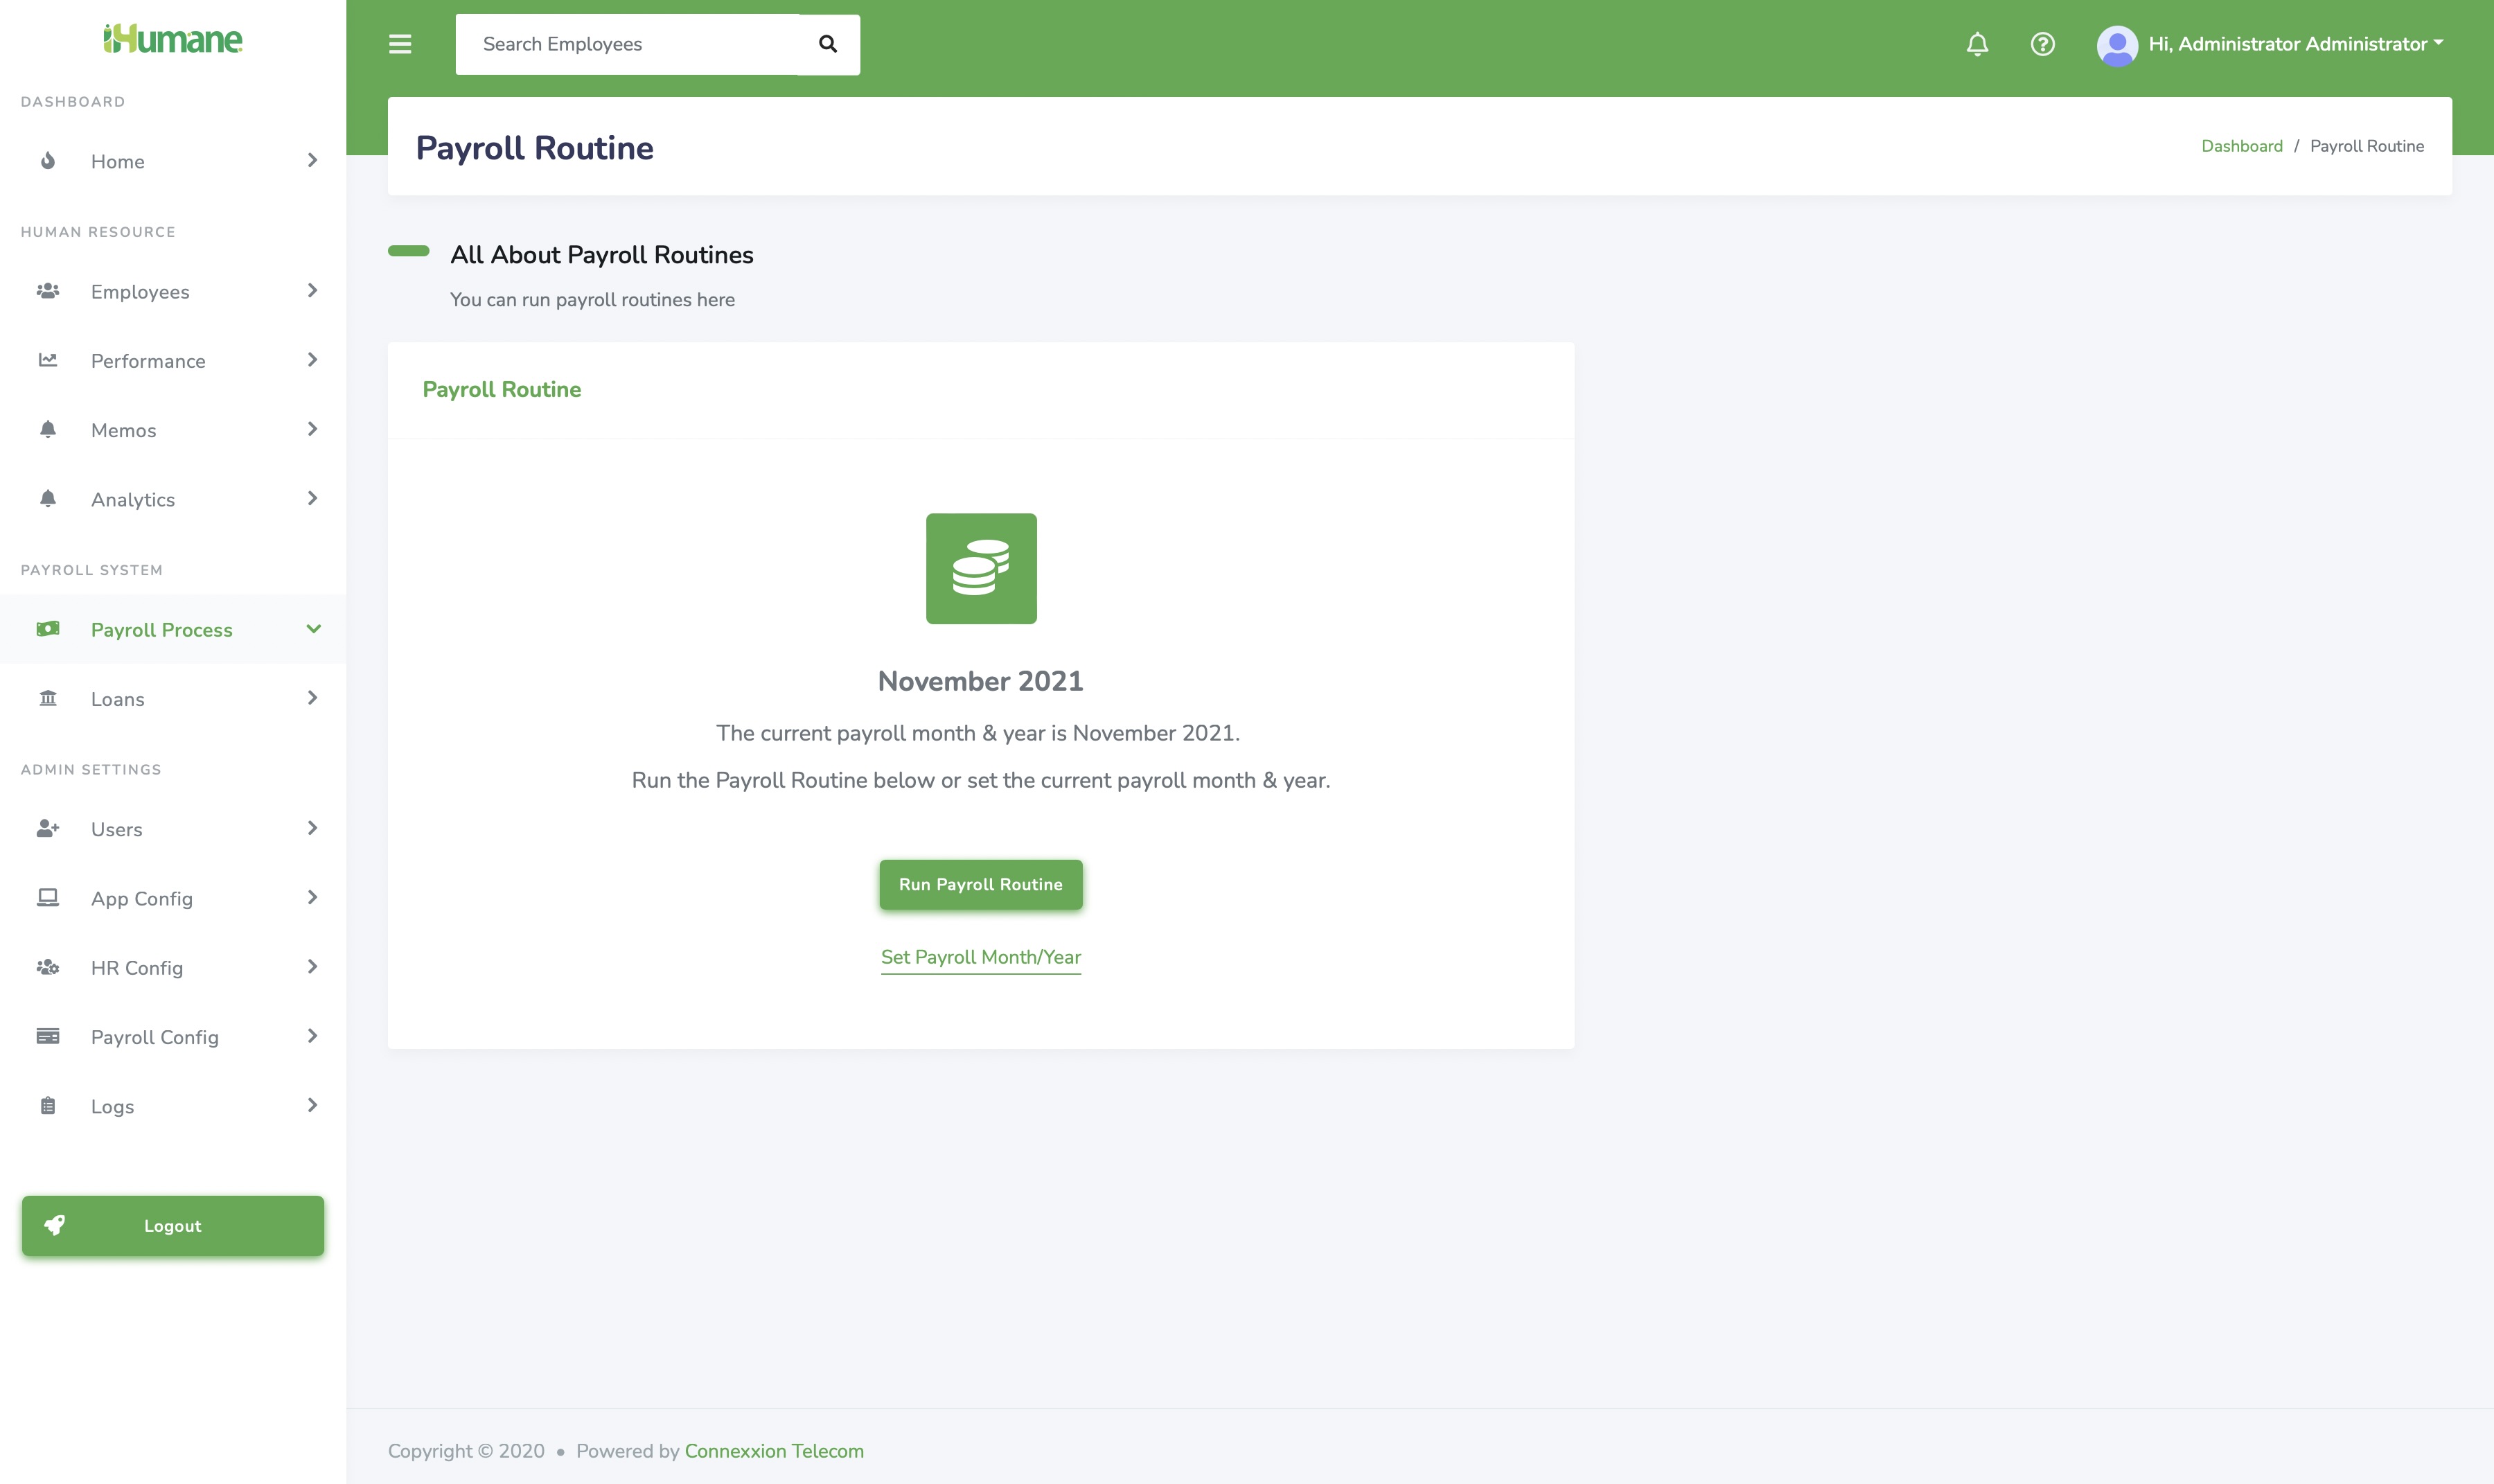 iHumane.
DASHBOARD
Home
HUMAN RESOURCE
Employees
Performance
Memos
Analytics
PAYROLL SYSTEM
Payroll Process
Loans
ADMIN SETTINGS
Users
App Config
HR Config
Payroll Config
Logs
Logout
Search Employees
Hi, Administrator Administrator
Payroll Routine
Dashboard / Payroll Routine
All About Payroll Routines
You can run payroll routines here
Payroll Routine
November 2021
The current payroll month & year is November 2021.
Run the Payroll Routine below or set the current payroll month & year.
Run Payroll Routine
Set Payroll Month/Year
Copyright © 2020 • Powered by Connexxion Telecom